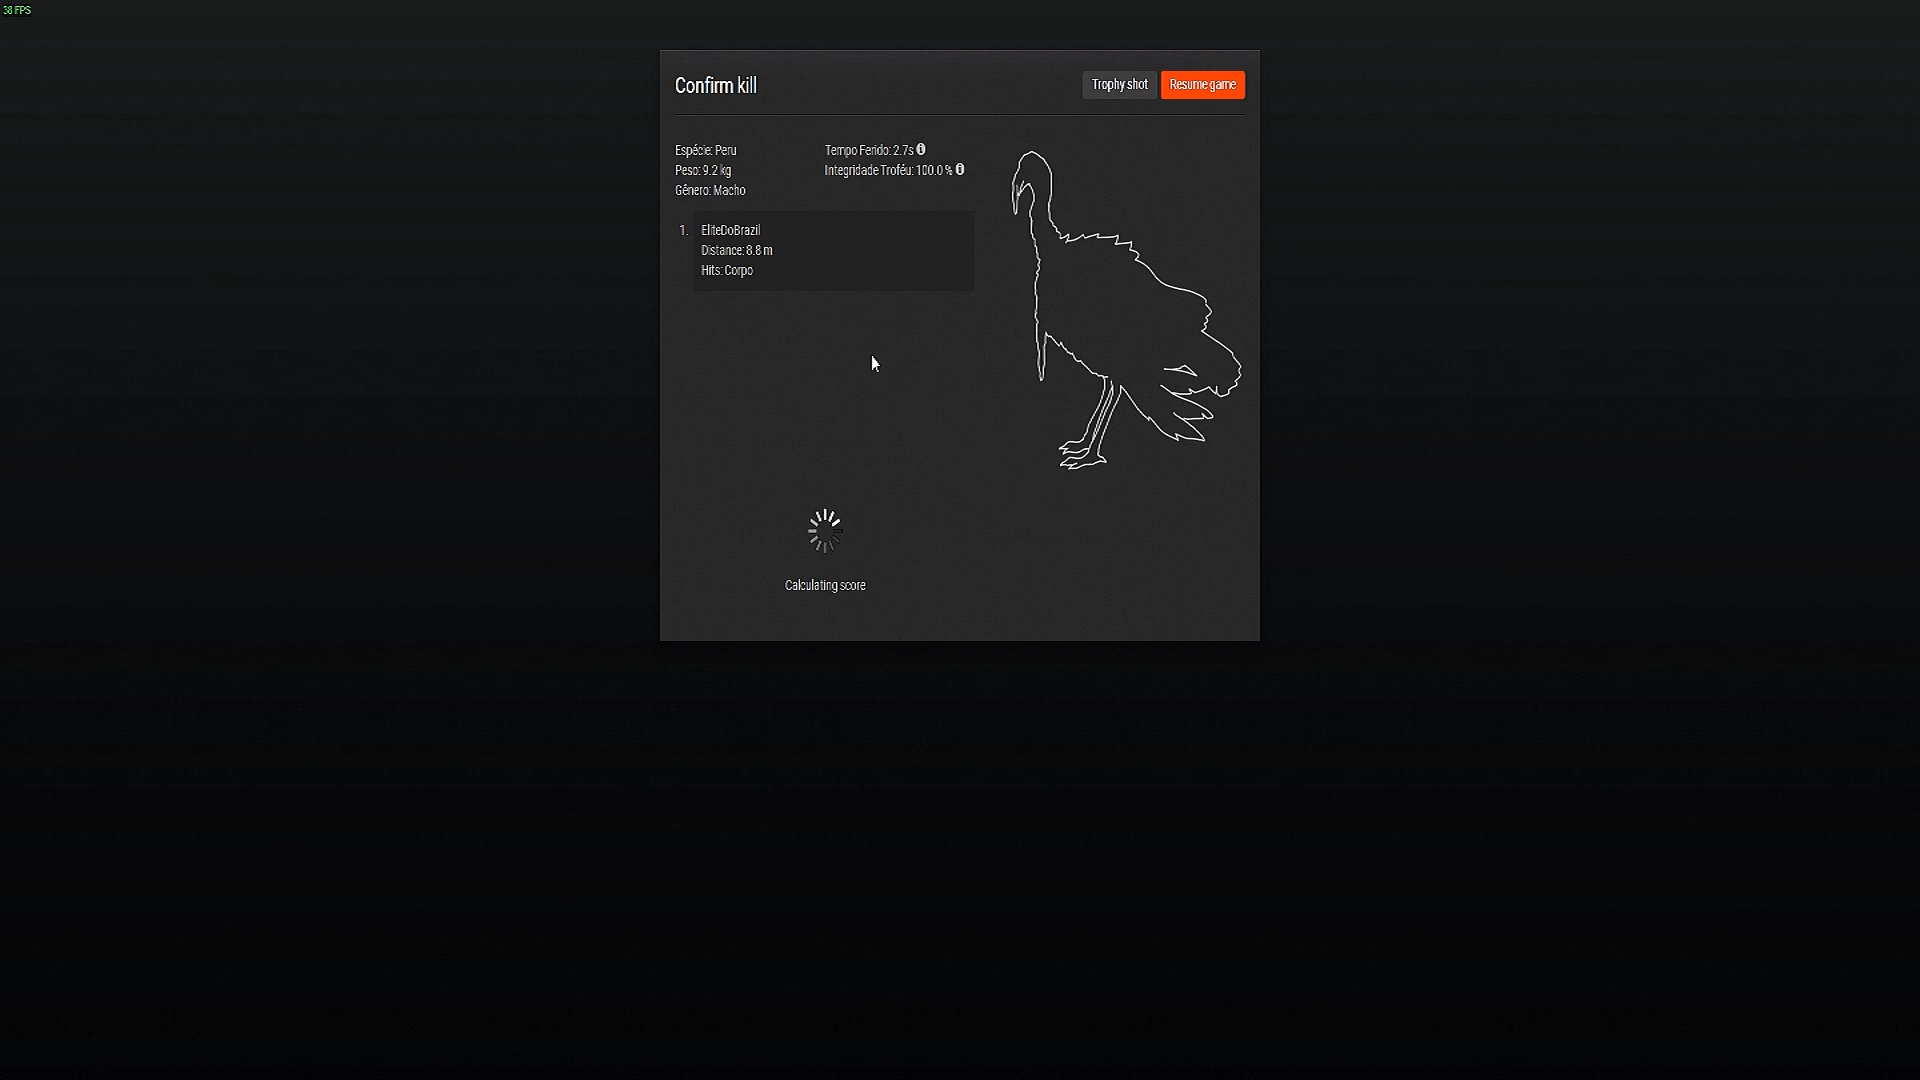 38 FPS
Confirm kill
Trophy shot
Resume game
Espécie: Peru
Peso: 9.2 kg
Género: Macho
Tempo Ferido: 2.7s
Integridade Troféu: 100.0 %
1.
EliteDoBrazil
Distance: 8.8 m
Hits: Corpo
Calculating score